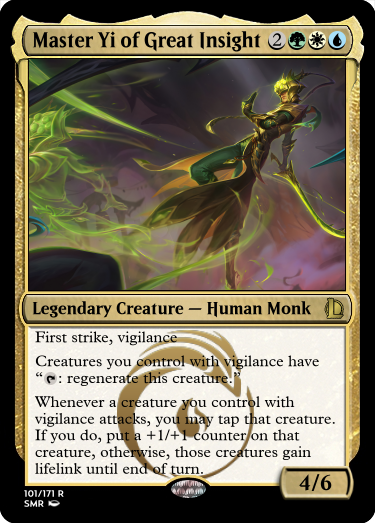 Master Yi of Great Insight 2
Legendary Creature — Human Monk
First strike, vigilance
Creatures you control with vigilance have
“: regenerate this creature.”
Whenever a creature you control with
vigilance attacks, you may tap that creature.
If you do, put a +1/+1 counter on that
creature, otherwise, those creatures gain
lifelink until end of turn.
4/6
101/171 R
SMR